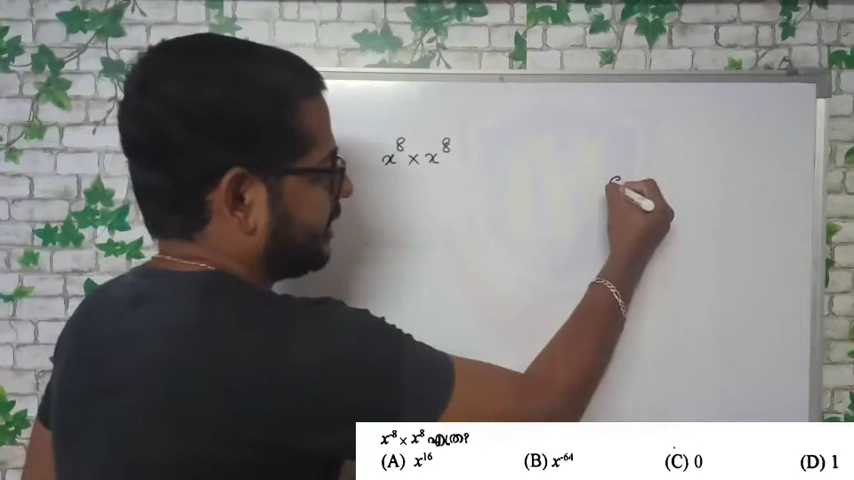 x⁸ × x⁸
x⁻⁸ × x⁸ എത്ര?
(A) x¹⁶
(B) x⁻⁶⁴
(C) 0
(D) 1